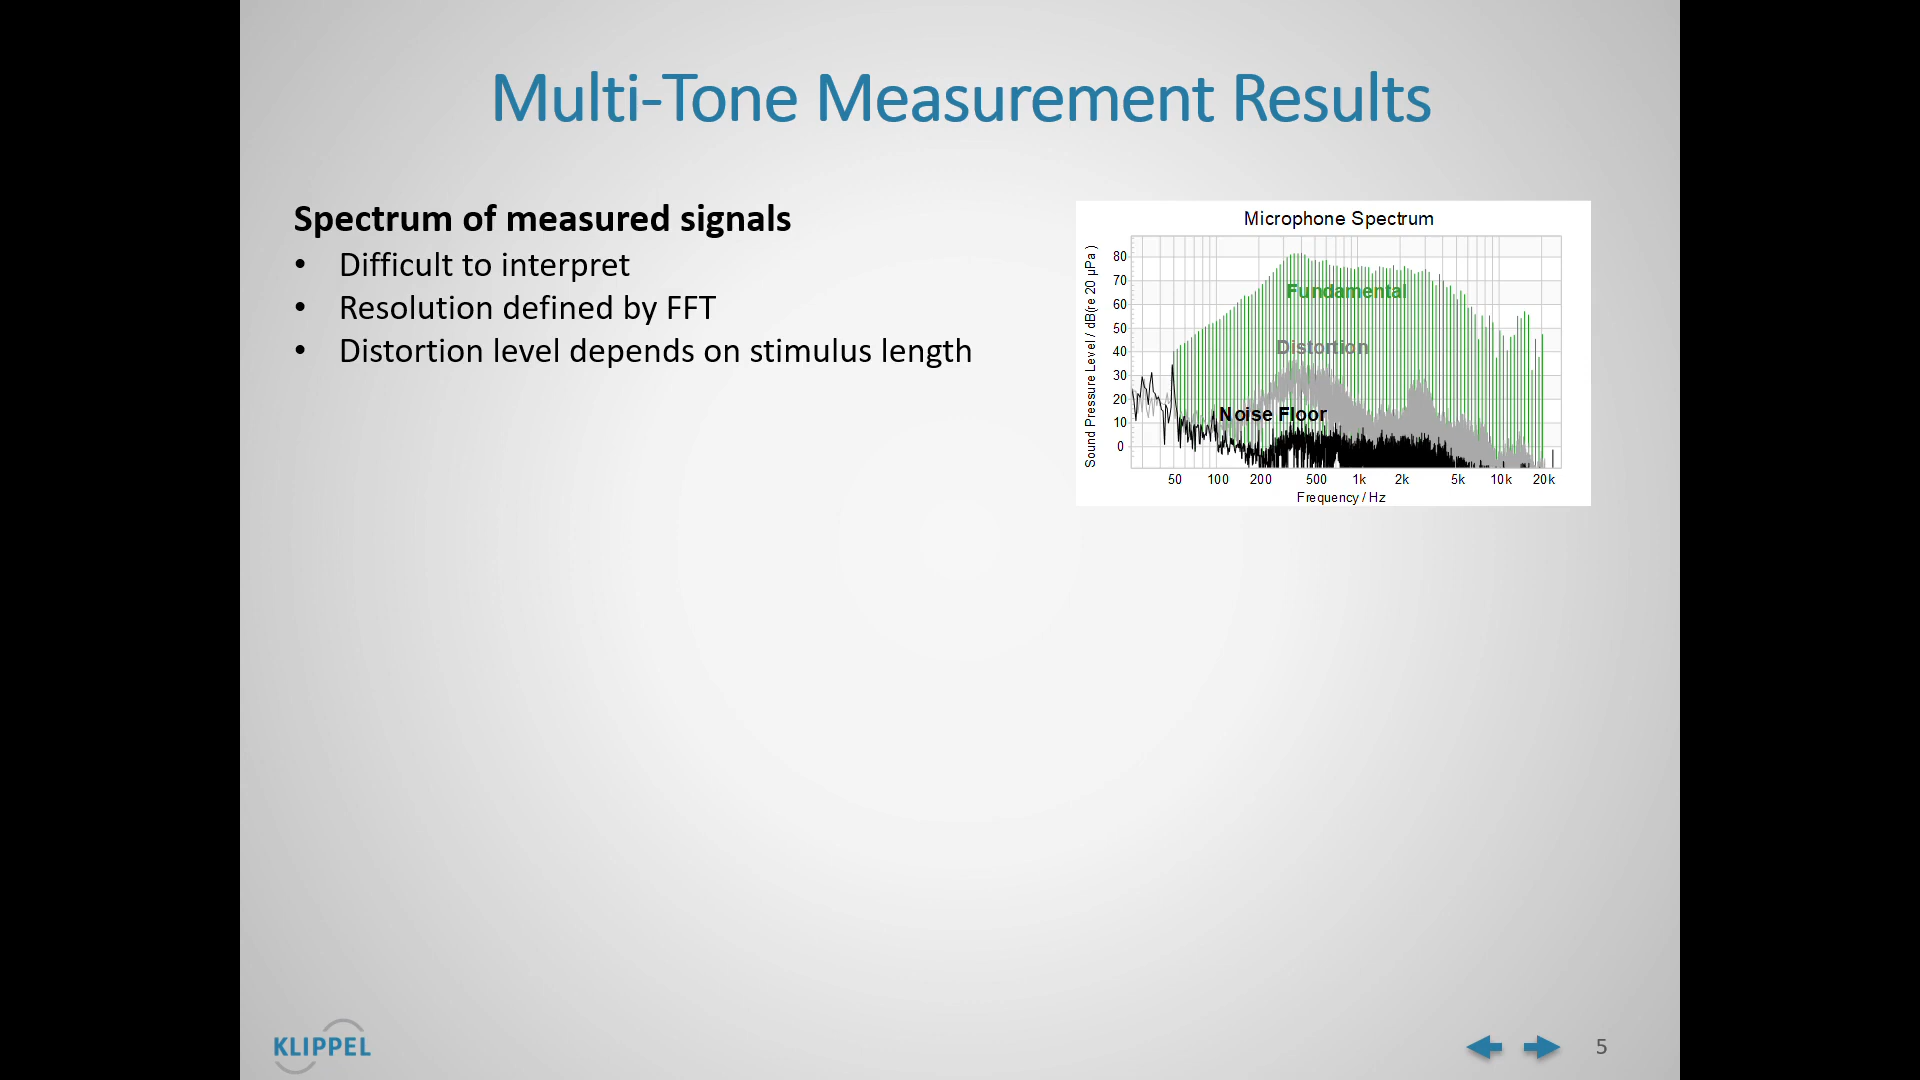 Multi-Tone Measurement Results
Spectrum of measured signals
• Difficult to interpret
• Resolution defined by FFT
• Distortion level depends on stimulus length
Microphone Spectrum
Sound Pressure Level / dB(re 20 µPa )
80
70
60
50
40
30
20
10
0
Fundamental
Distortion
Noise Floor
50 100 200 500 1k 2k 5k 10k 20k
Frequency / Hz
KLIPPEL
5